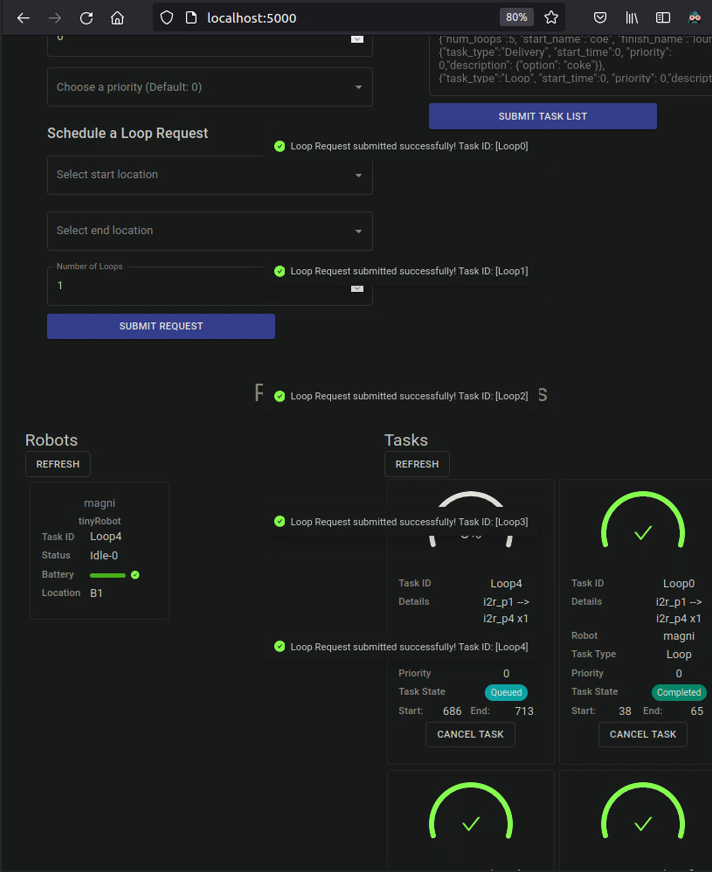 localhost:5000
80%
Choose a priority (Default: 0)
{"num_loops":5, "start_name":"coe", "finish_name":"lour
{"task_type":"Delivery", "start_time":0, "priority":
0,"description": {"option": "coke"}},
{"task_type":"Loop", "start_time":0, "priority": 0,"descript
SUBMIT TASK LIST
Schedule a Loop Request
Loop Request submitted successfully! Task ID: [Loop0]
Select start location
Select end location
Loop Request submitted successfully! Task ID: [Loop1]
Number of Loops
1
SUBMIT REQUEST
Loop Request submitted successfully! Task ID: [Loop2]
Robots
REFRESH
magni
tinyRobot
Task ID Loop4
Status Idle-0
Battery
Location B1
Tasks
REFRESH
Loop Request submitted successfully! Task ID: [Loop3]
Task ID Loop4
Details i2r_p1 -->
i2r_p4 x1
Loop Request submitted successfully! Task ID: [Loop4]
Priority 0
Task State Queued
Start: 686 End: 713
CANCEL TASK
Task ID Loop0
Details i2r_p1 -->
i2r_p4 x1
Robot magni
Task Type Loop
Priority 0
Task State Completed
Start: 38 End: 65
CANCEL TASK